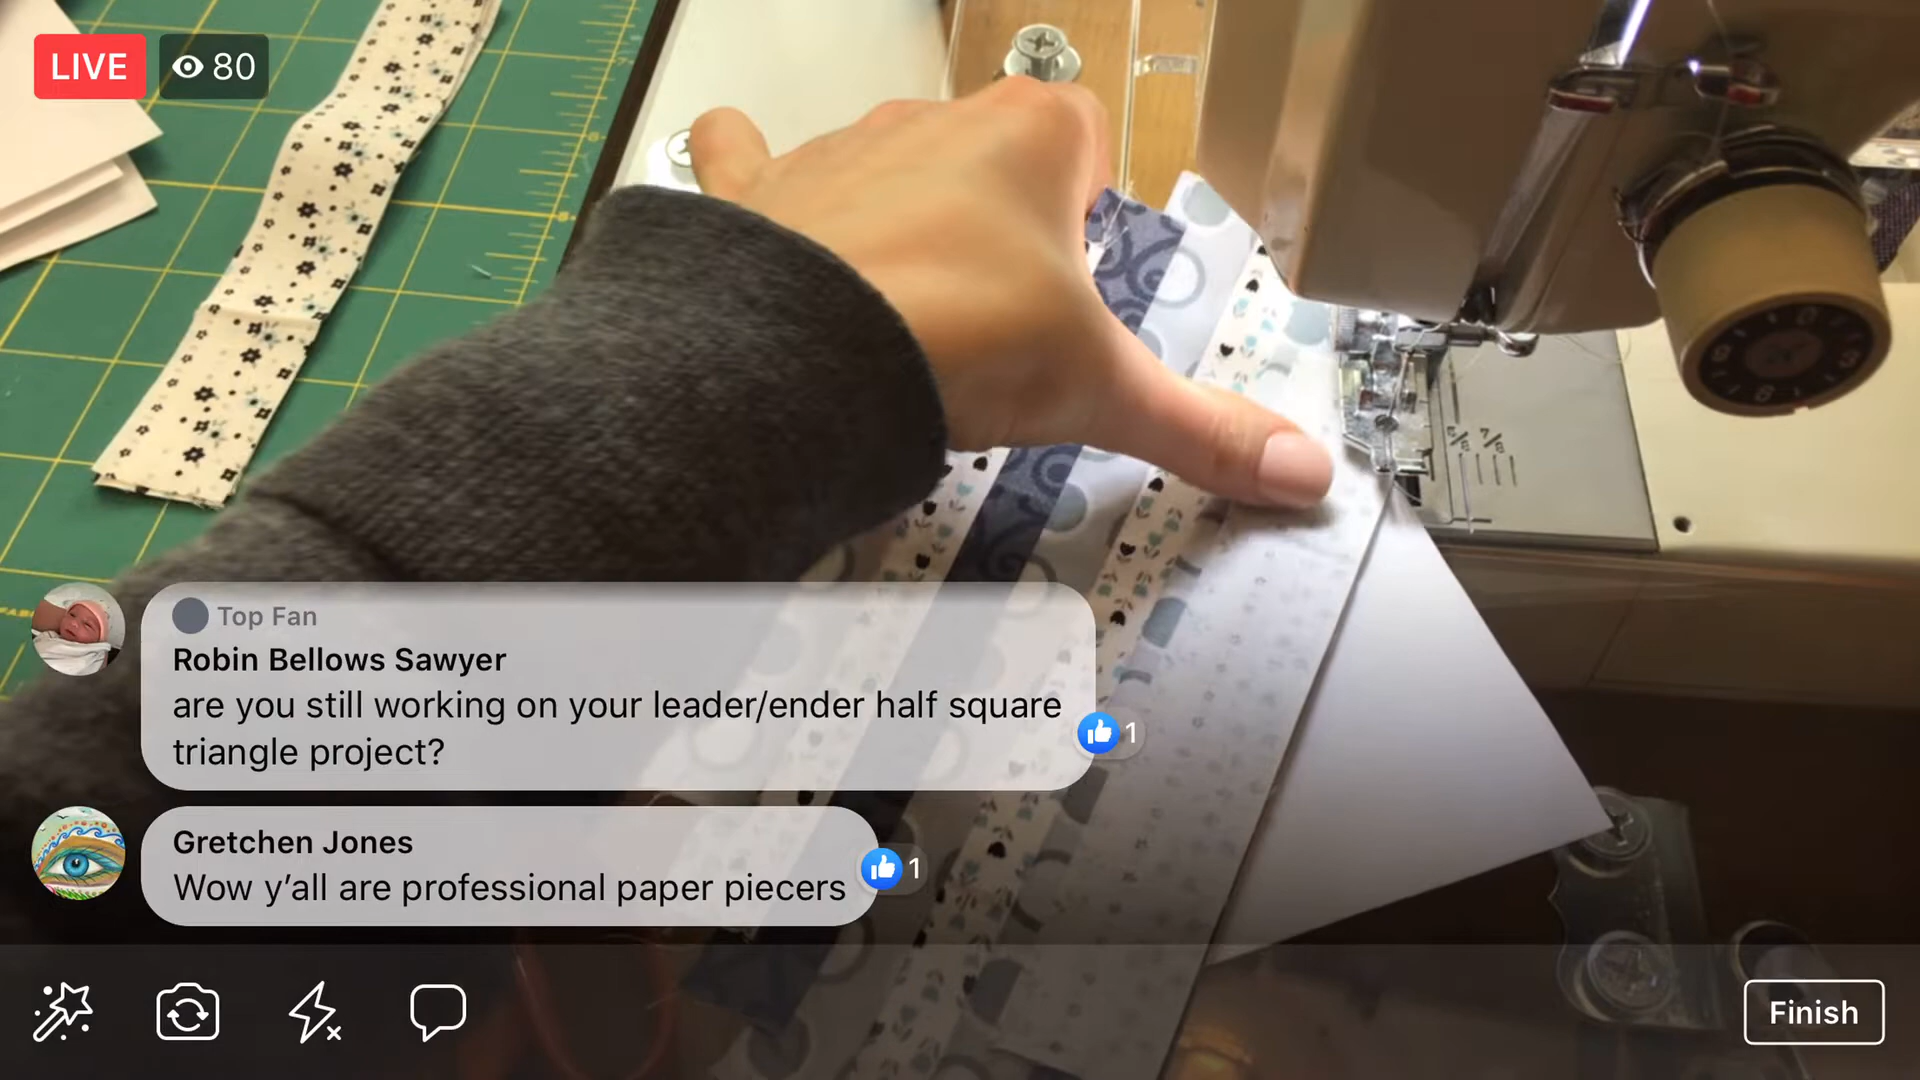 LIVE 80
Top Fan
Robin Bellows Sawyer
are you still working on your leader/ender half square
triangle project?
1
Gretchen Jones
Wow y’all are professional paper piecers
1
Finish